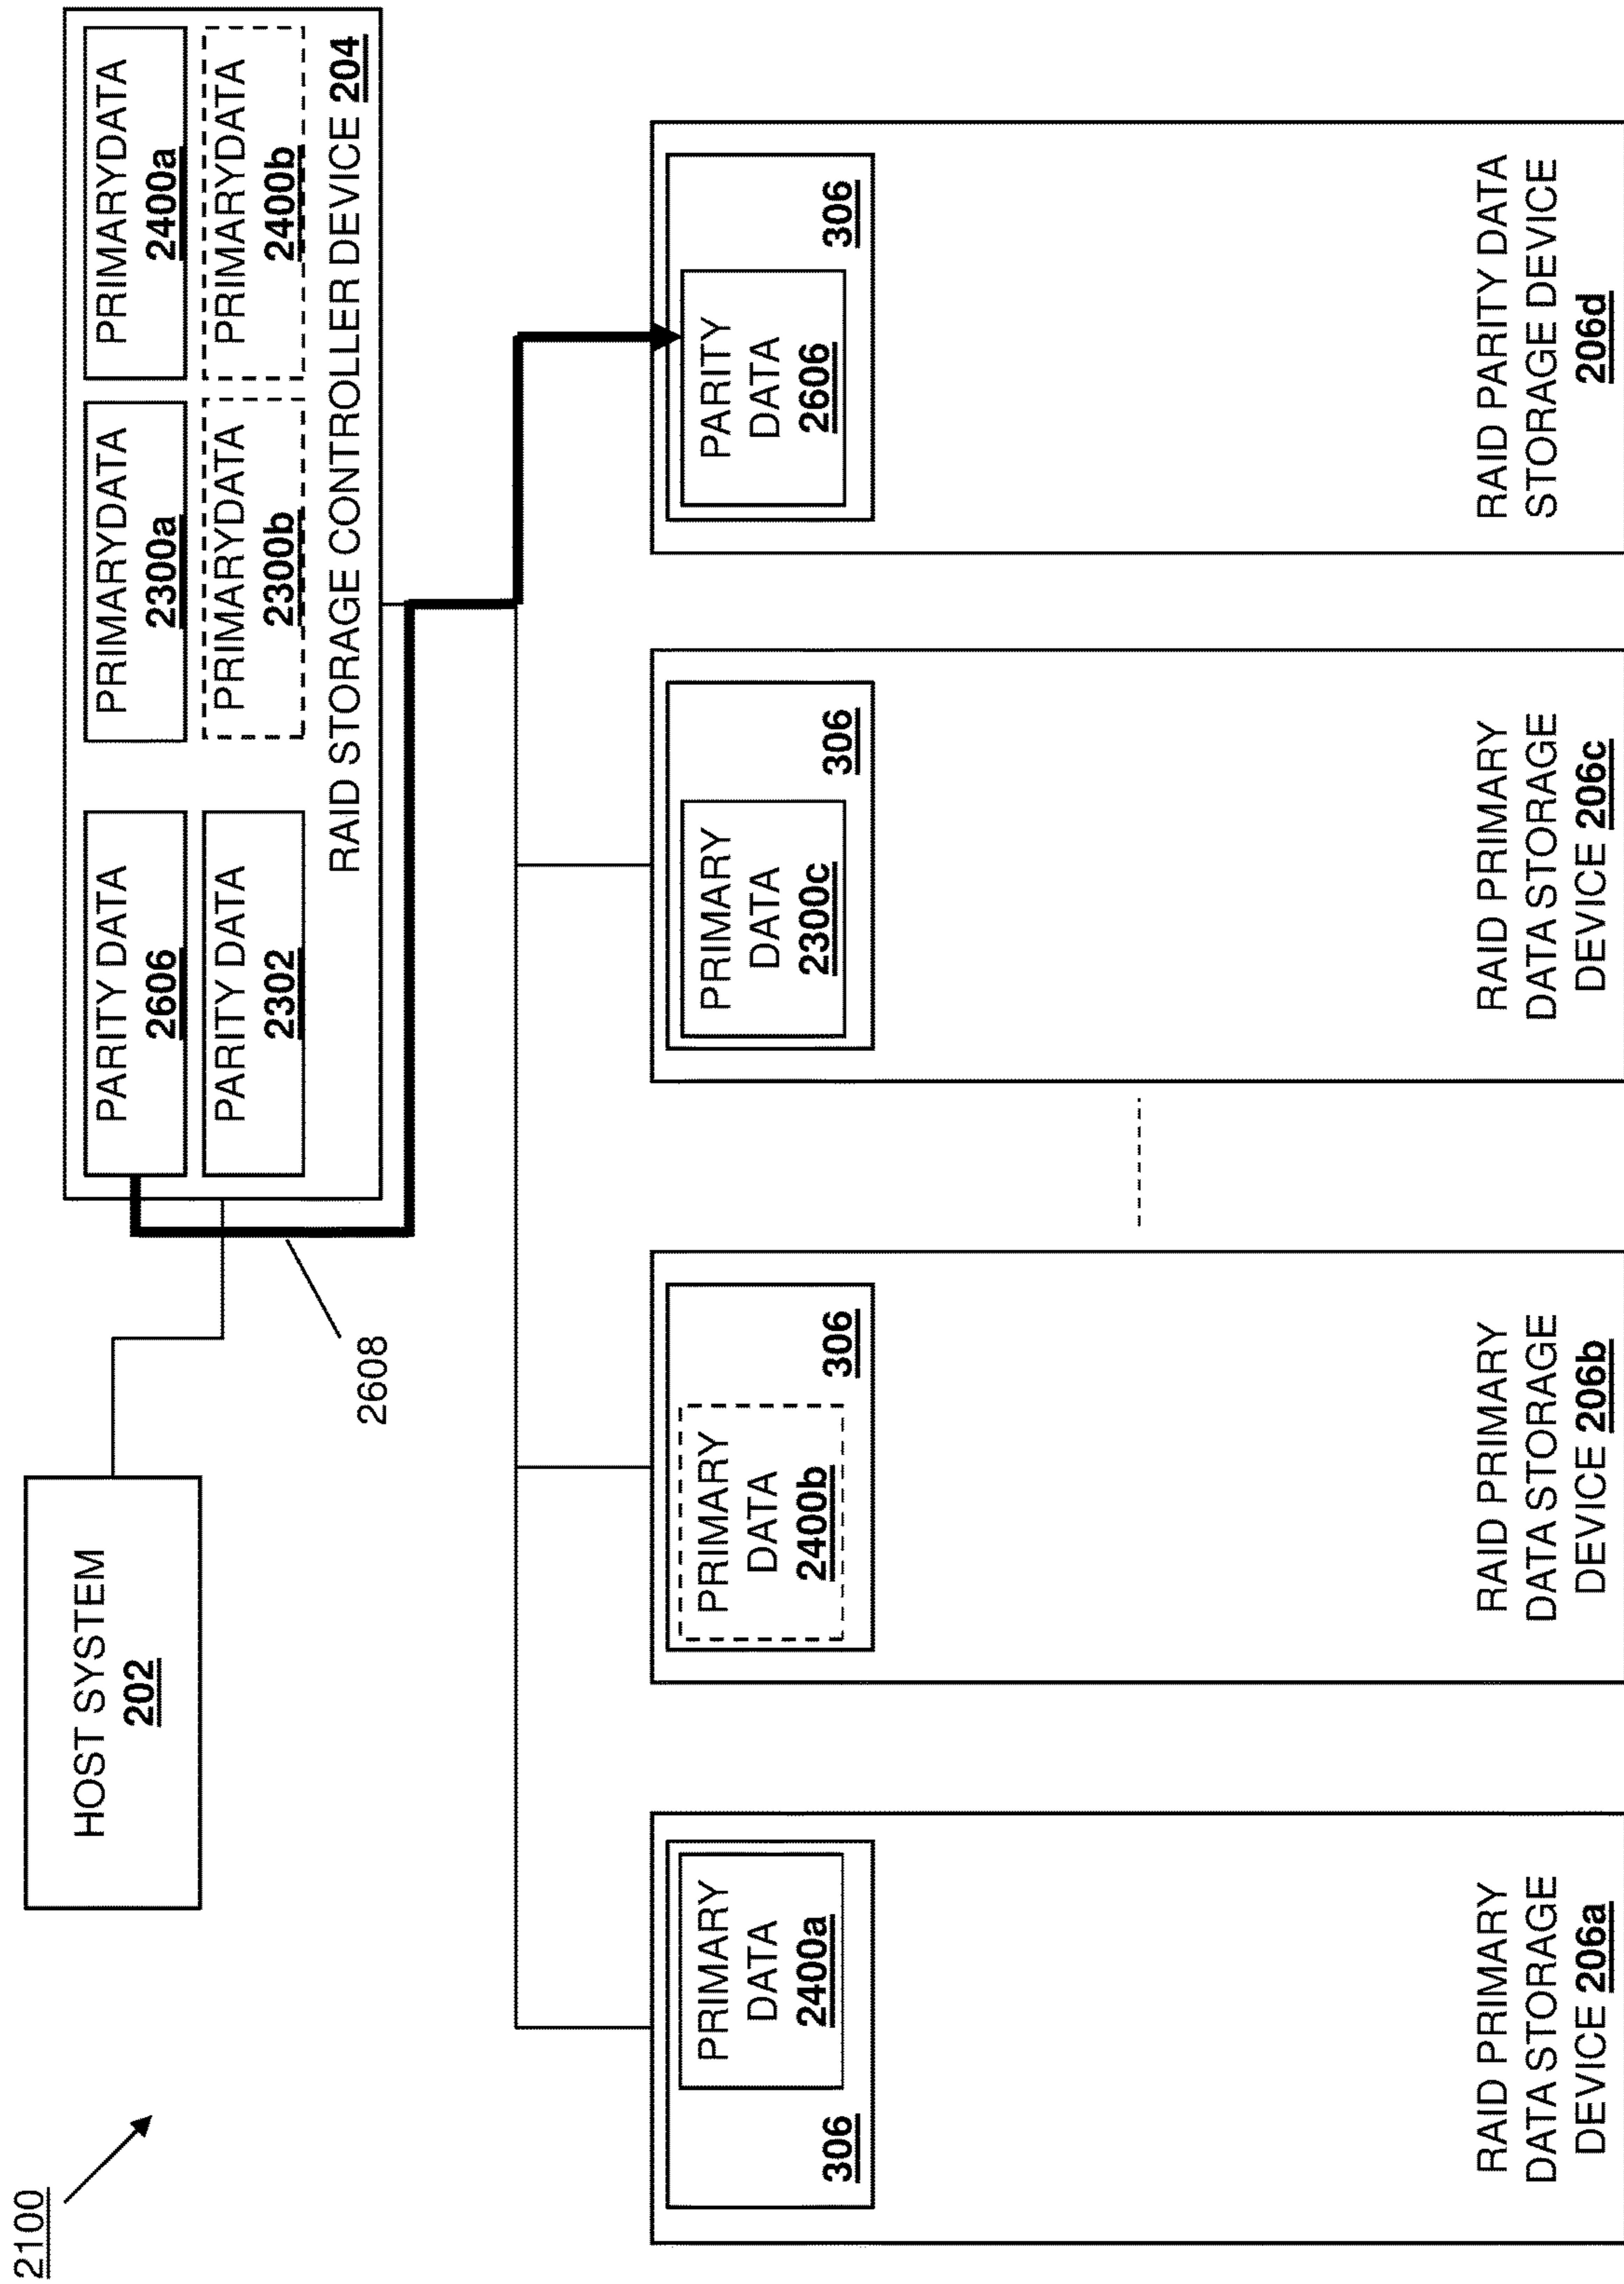 2100
HOST SYSTEM
202
2608
PARITY DATA
2606
PARITY DATA
2302
PRIMARYDATA
2300a
PRIMARYDATA
2300b
PRIMARYDATA
2400a
PRIMARYDATA
2400b
RAID STORAGE CONTROLLER DEVICE 204
306
PRIMARY
DATA
2400a
RAID PRIMARY
DATA STORAGE
DEVICE 206a
PRIMARY
DATA
2400b
306
RAID PRIMARY
DATA STORAGE
DEVICE 206b
PRIMARY
DATA
2300c
306
RAID PRIMARY
DATA STORAGE
DEVICE 206c
PARITY
DATA
2606
306
RAID PARITY DATA
STORAGE DEVICE
206d